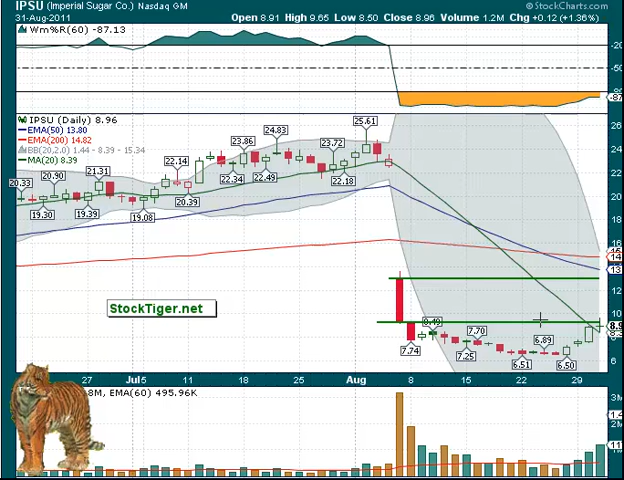 IPSU (Imperial Sugar Co.) Nasdaq GM
© StockCharts.com
31-Aug-2011
Open 8.91 High 9.65 Low 8.50 Close 8.96 Volume 1.2M Chg +0.12 (+1.36%)
Wm%R(60) -87.13
-20
-50
IPSU (Daily) 8.96
EMA(50) 13.80
EMA(200) 14.82
BB(20,2.0) 1.44 - 8.39 - 15.34
MA(20) 8.39
25.61
24.83
23.86
23.72
22.14
22.34
22.49
22.18
21.31
20.90
20.33
20.39
19.30
19.39
19.08
26
24
22
20
18
16
12
10
6
StockTiger.net
8.49
7.70
6.89
7.74
7.25
6.51
6.50
27
Jul5
11
18
25
Aug
8
15
22
29
8M, EMA(60) 495.96K
3M
2M